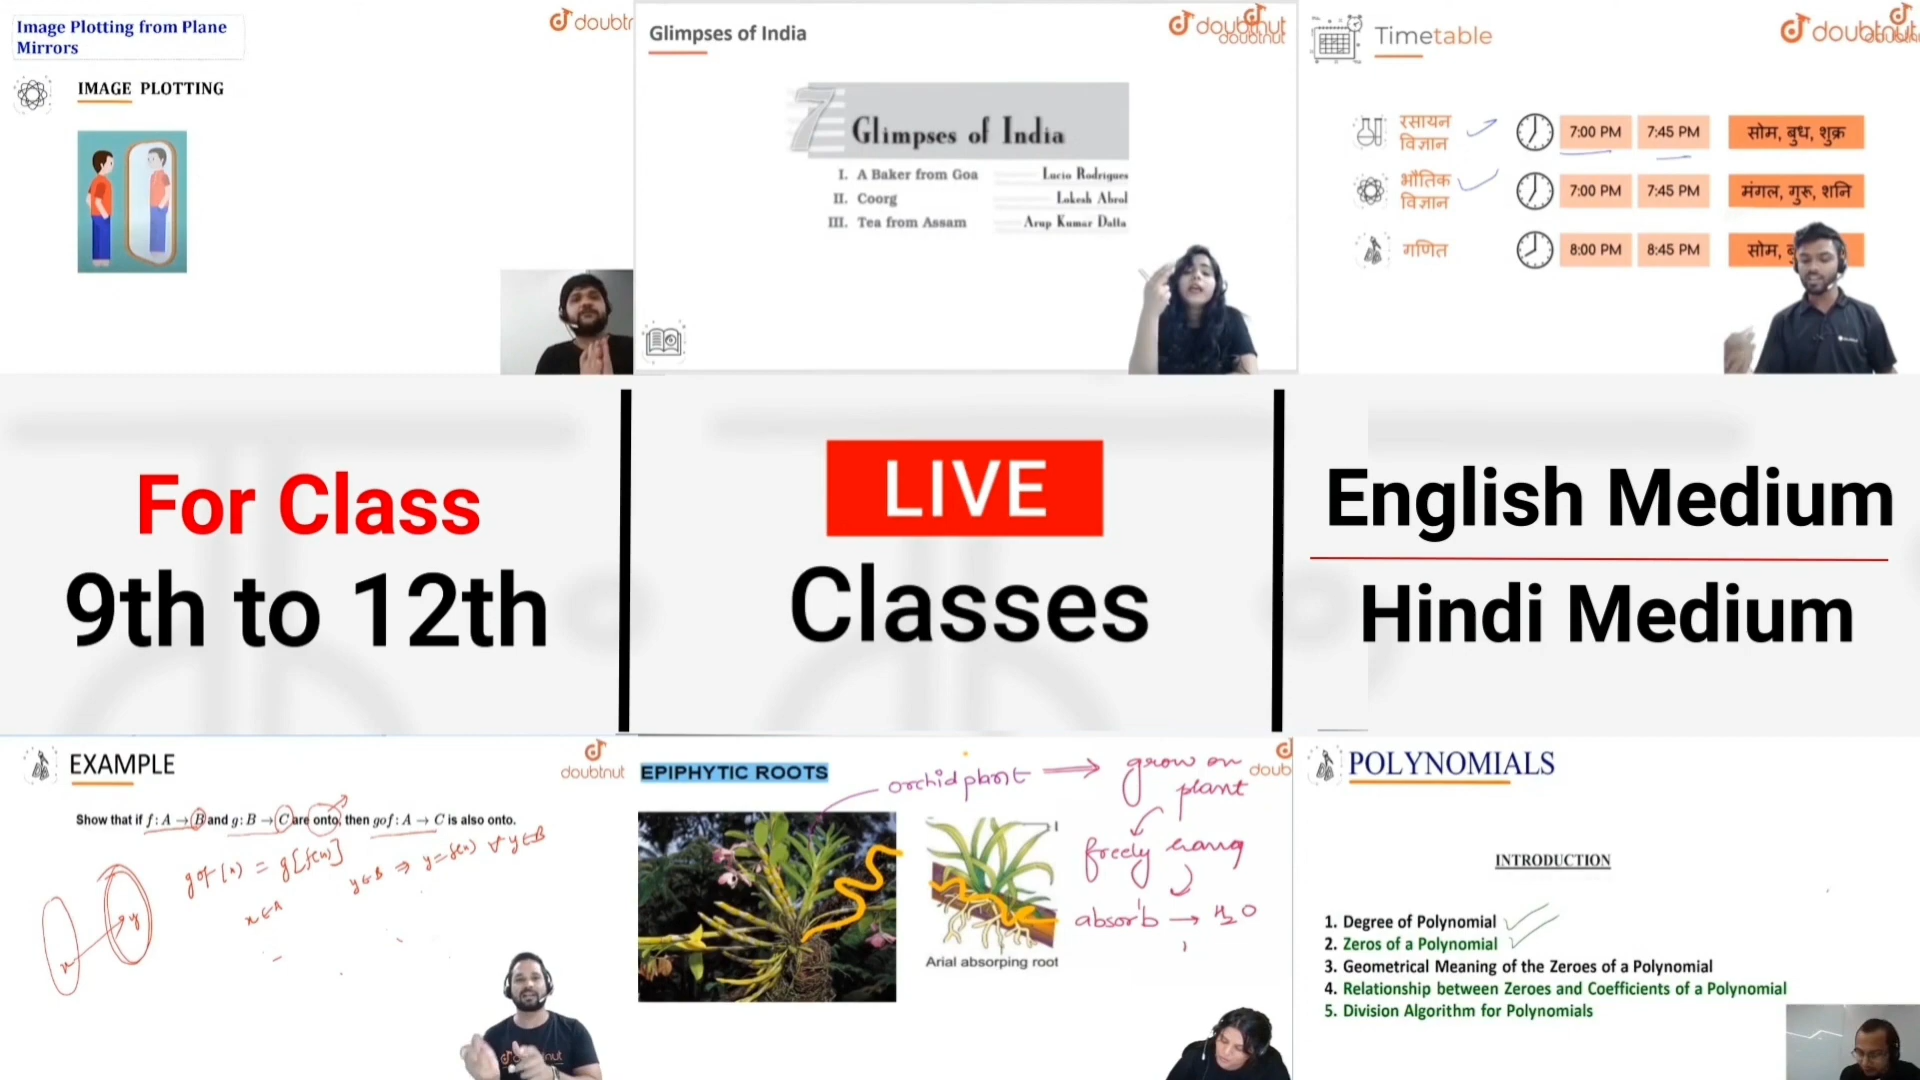 Image Plotting from Plane
Mirrors
IMAGE PLOTTING
doubtn
Glimpses of India
doubtnut
doubtnut
7
Glimpses of India
I. A Baker from Goa Lucio Rodrigues
II. Coorg Lokesh Abrol
III. Tea from Assam Arup Kumar Datta
Timetable
doubtnut
रसायन
विज्ञान
7:00 PM 7:45 PM सोम, बुध, शुक्र
भौतिक
विज्ञान
7:00 PM 7:45 PM मंगल, गुरू, शनि
गणित 8:00 PM 8:45 PM सोम,
For Class
9th to 12th
LIVE
Classes
English Medium
Hindi Medium
EXAMPLE
doubtnut
Show that if f : A → B and g : B → C are onto, then gof : A → C is also onto.
gof(x) = g[f(x)]
y∈B ⇒ y=f(x) ∀ y∈B
x∈A
x
y
EPIPHYTIC ROOTS
doub
orchid plant → grow on
plant
freely hang
absorb → H2O
Arial absorping root
POLYNOMIALS
INTRODUCTION
1. Degree of Polynomial
2. Zeros of a Polynomial
3. Geometrical Meaning of the Zeroes of a Polynomial
4. Relationship between Zeroes and Coefficients of a Polynomial
5. Division Algorithm for Polynomials